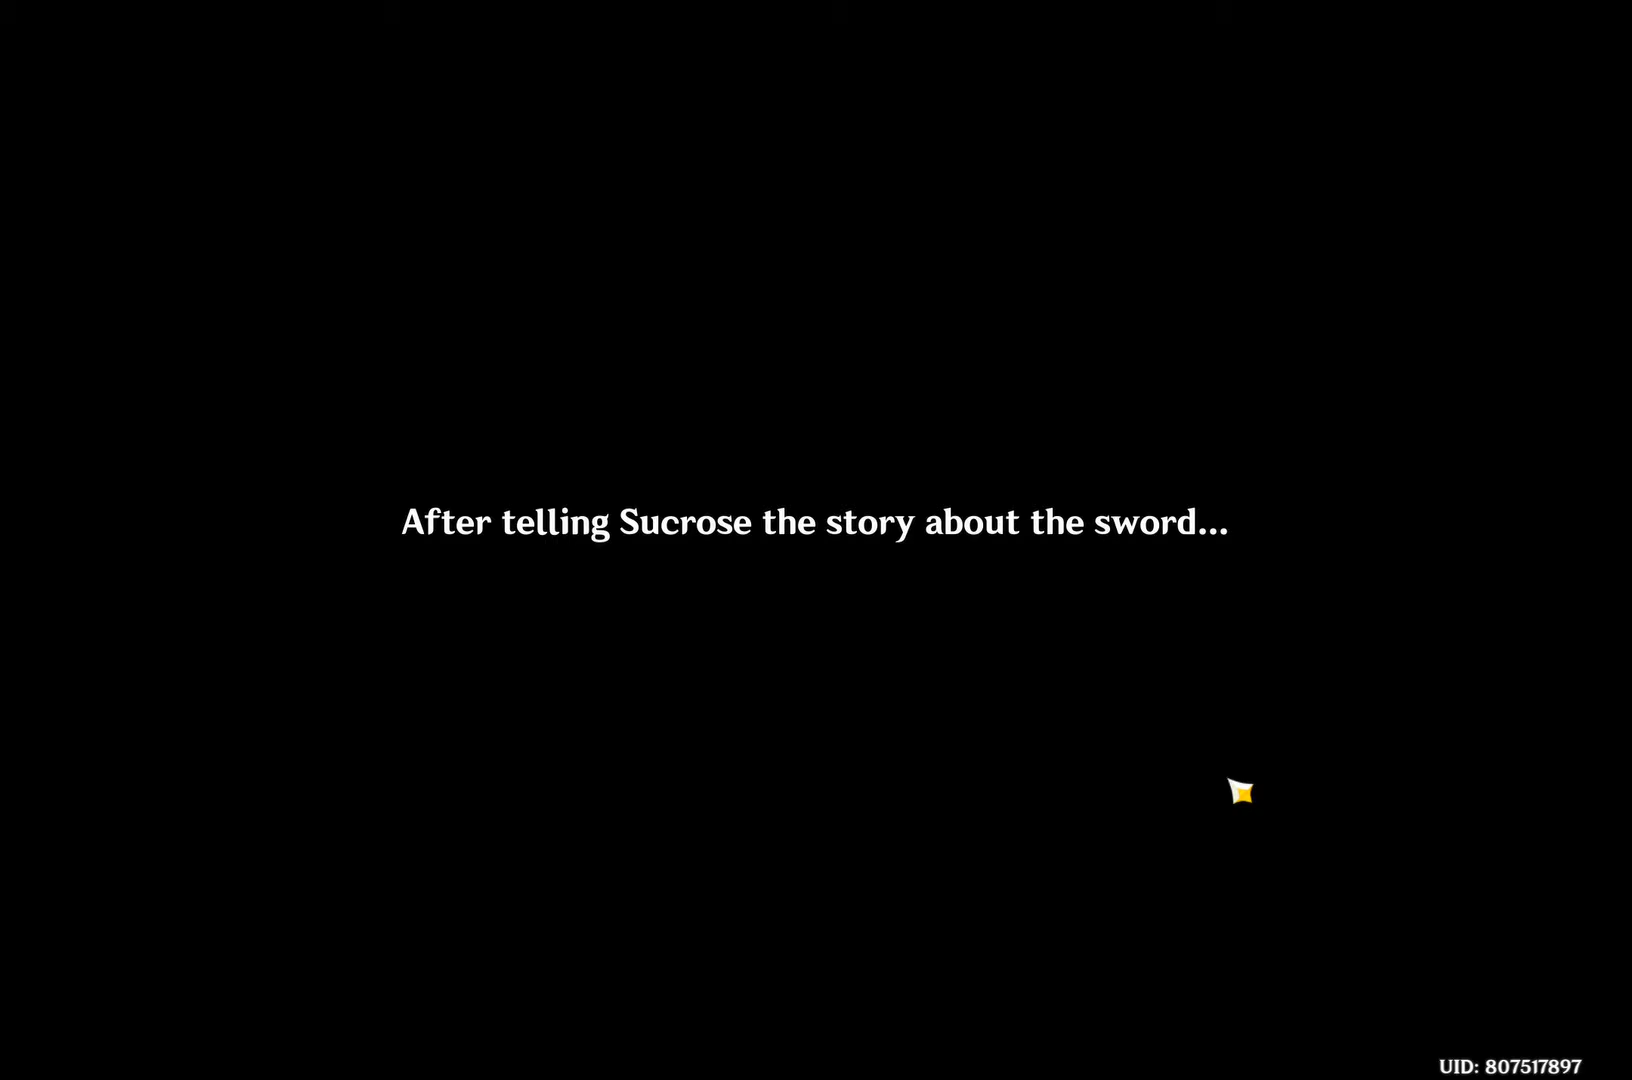 After telling Sucrose the story about the sword...
UID: 807517897